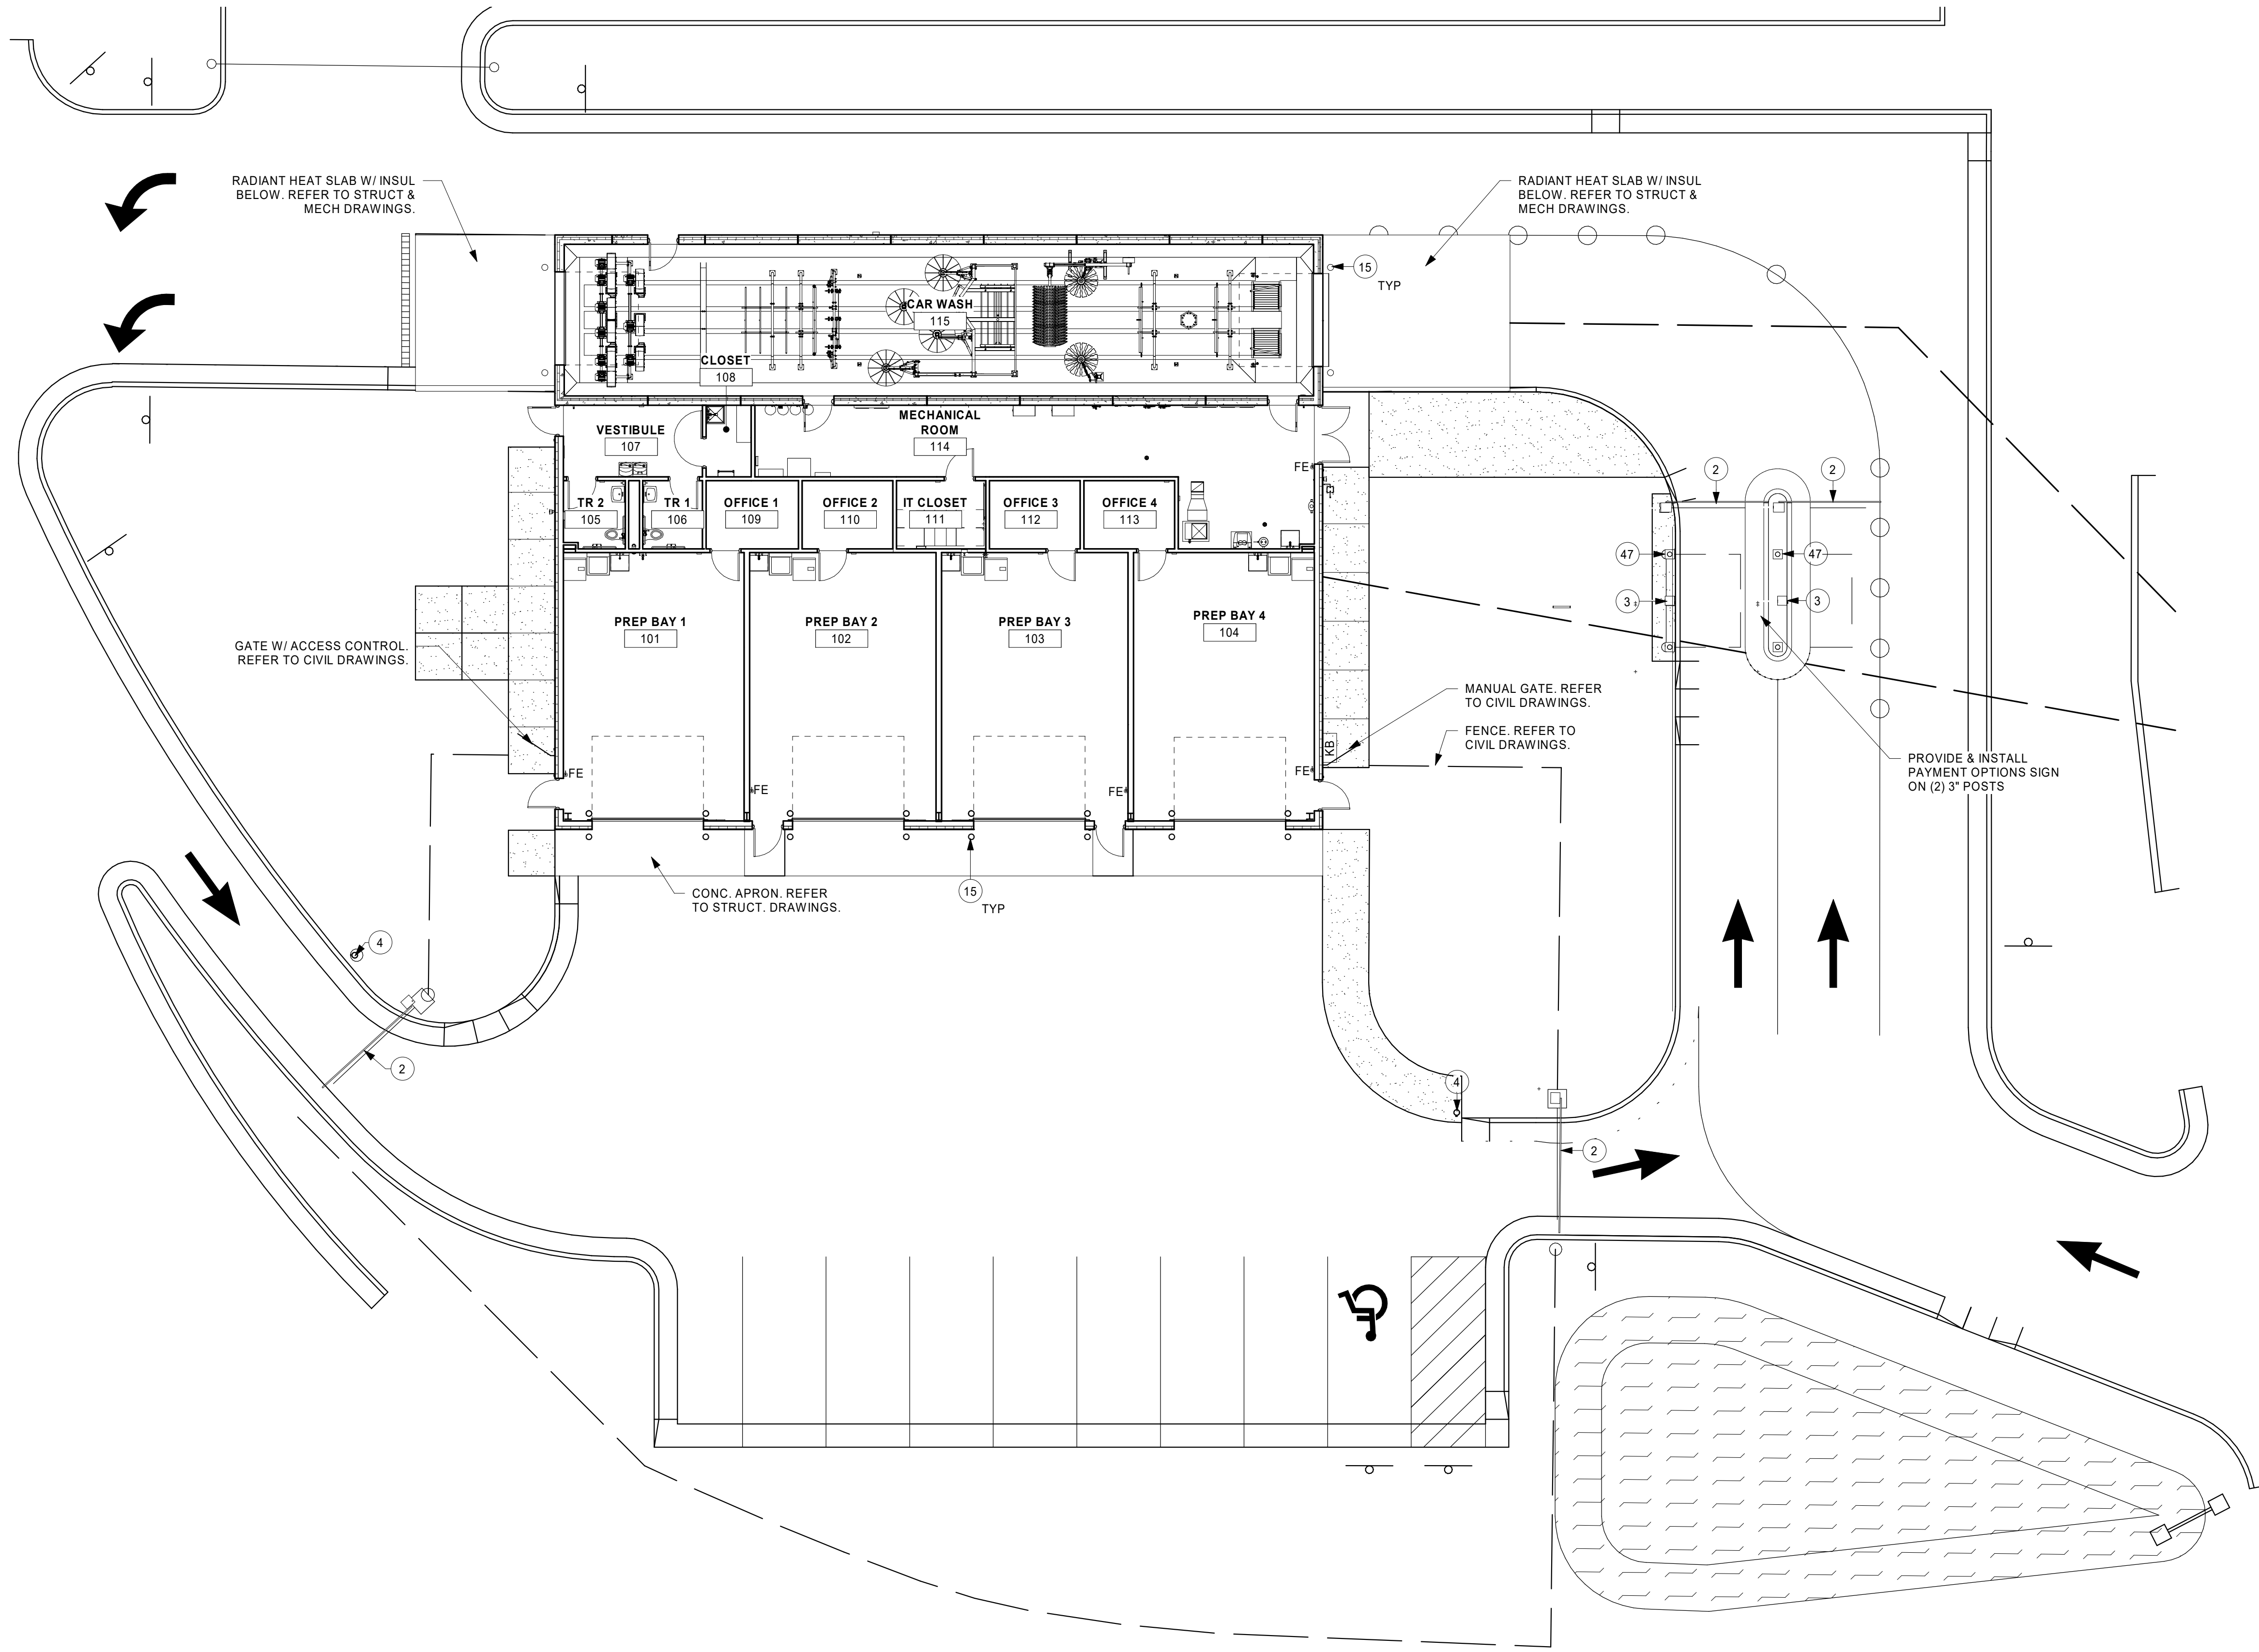 RADIANT HEAT SLAB W/ INSUL
BELOW. REFER TO STRUCT &
MECH DRAWINGS.
RADIANT HEAT SLAB W/ INSUL
BELOW. REFER TO STRUCT &
MECH DRAWINGS.
15
TYP
CAR WASH
115
CLOSET
108
VESTIBULE
107
MECHANICAL
ROOM
114
FE
2
2
TR 2
105
TR 1
106
OFFICE 1
109
OFFICE 2
110
IT CLOSET
111
OFFICE 3
112
OFFICE 4
113
47
47
3
3
PREP BAY 1
101
PREP BAY 2
102
PREP BAY 3
103
PREP BAY 4
104
GATE W/ ACCESS CONTROL.
REFER TO CIVIL DRAWINGS.
MANUAL GATE. REFER
TO CIVIL DRAWINGS.
FENCE. REFER TO
CIVIL DRAWINGS.
KB
PROVIDE & INSTALL
PAYMENT OPTIONS SIGN
ON (2) 3" POSTS
FE
FE
FE
FE
CONC. APRON. REFER
TO STRUCT. DRAWINGS.
15
TYP
4
2
4
2